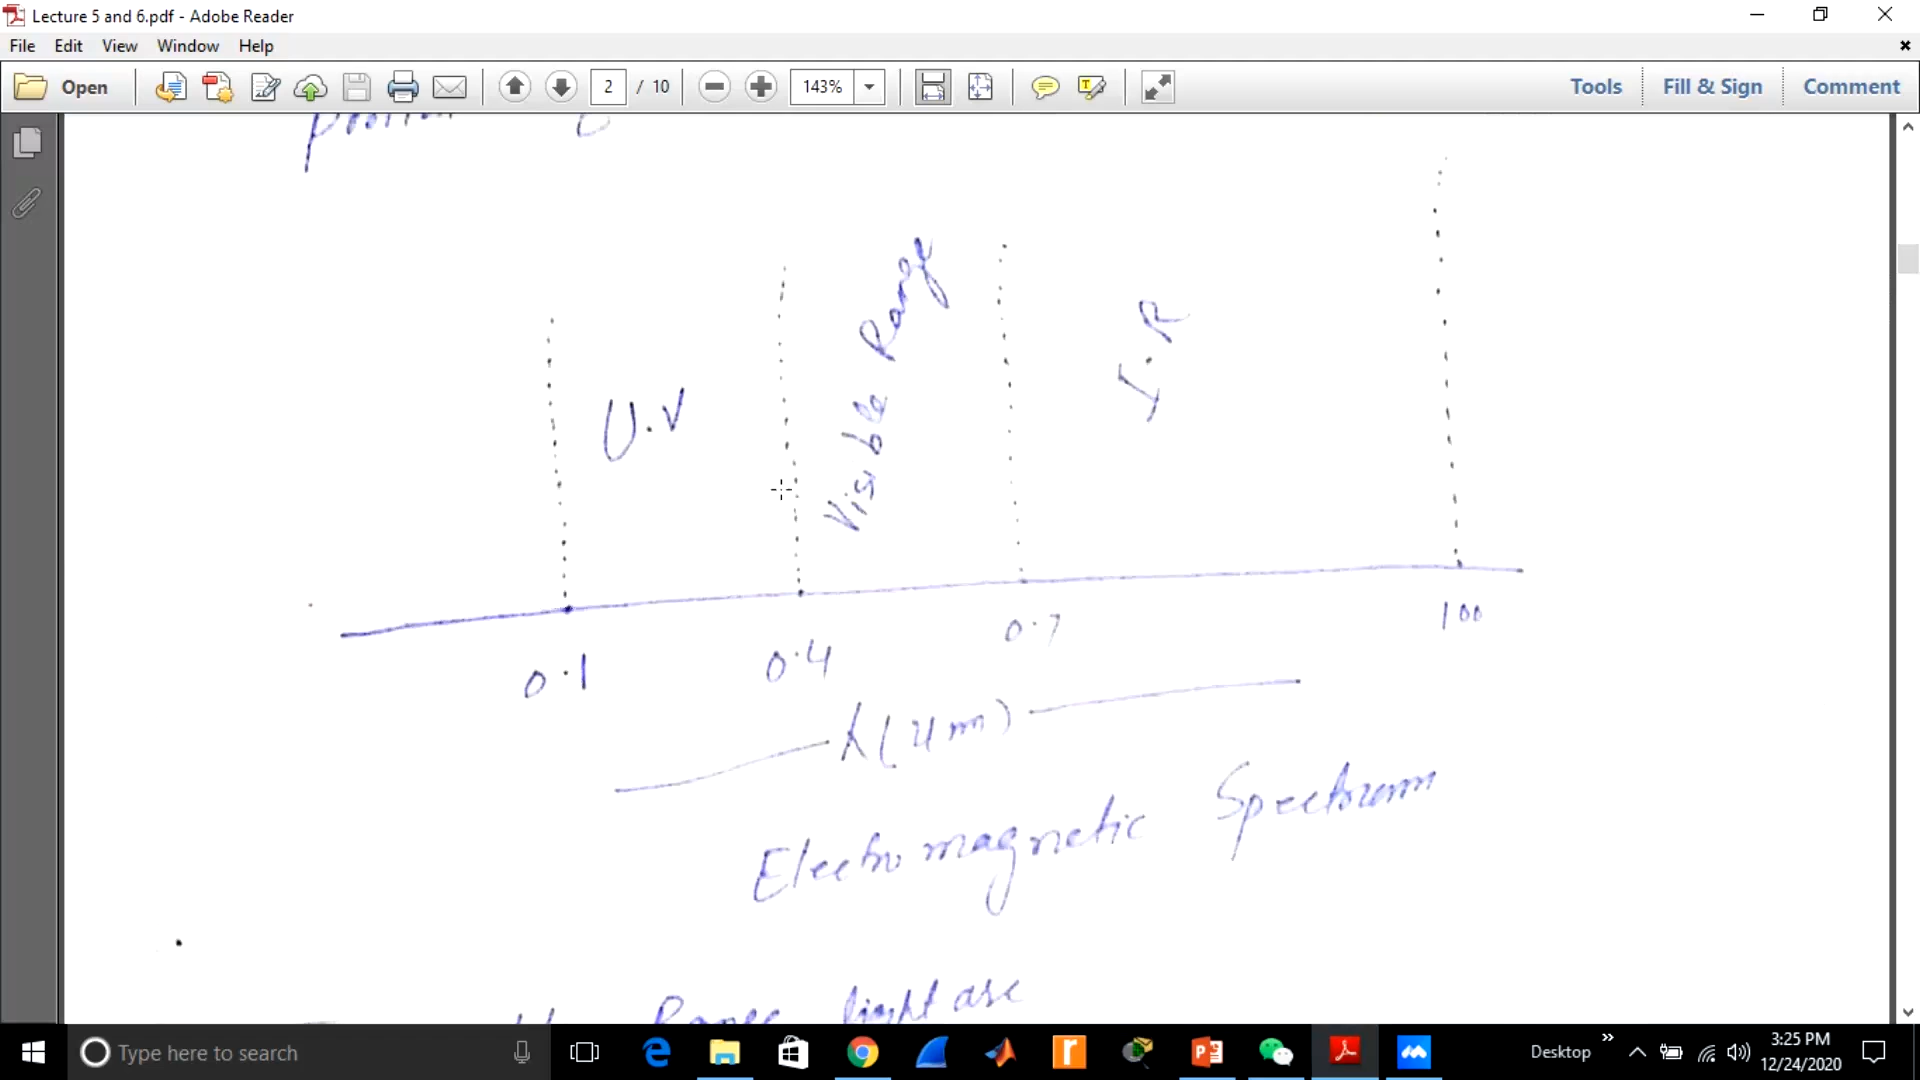 Lecture 5 and 6.pdf - Adobe Reader
File Edit View Window Help
Open 2 / 10 143% Tools Fill & Sign Comment
U.V
Visible Range
I.R
0.1
0.4
0.7
100
λ(um)
Electromagnetic Spectrum
Range light are
Type here to search
Desktop
3:25 PM
12/24/2020